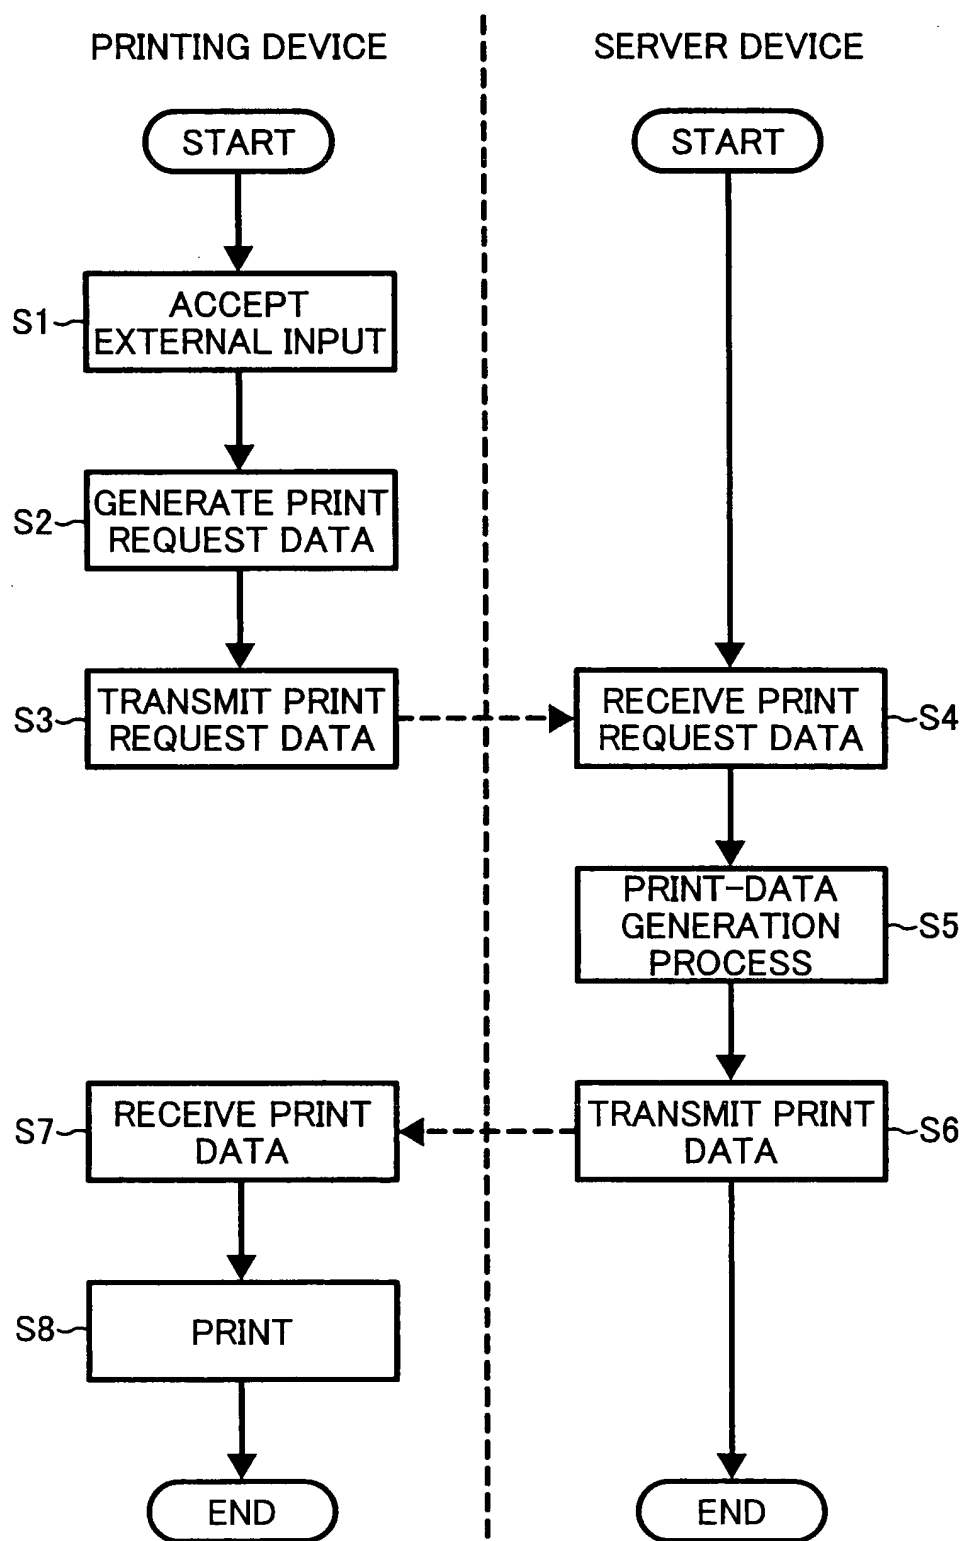 PRINTING DEVICE
SERVER DEVICE
START
START
S1
ACCEPT
EXTERNAL INPUT
S2
GENERATE PRINT
REQUEST DATA
S3
TRANSMIT PRINT
REQUEST DATA
RECEIVE PRINT
REQUEST DATA
S4
PRINT-DATA
GENERATION
PROCESS
S5
S7
RECEIVE PRINT
DATA
TRANSMIT PRINT
DATA
S6
S8
PRINT
END
END